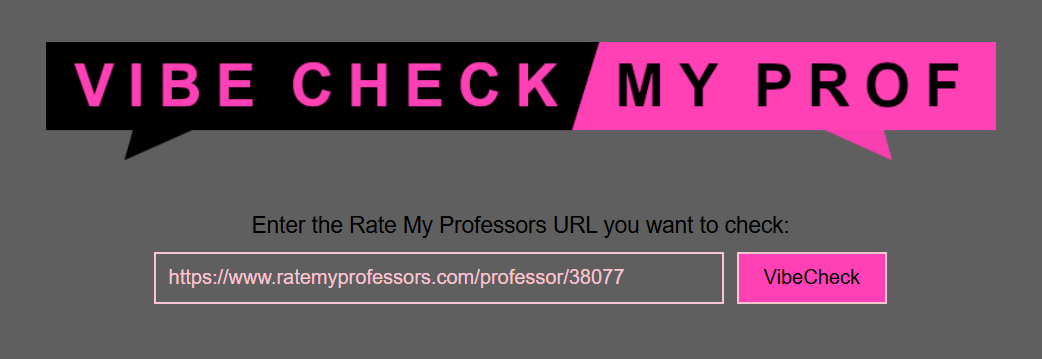 VIBE CHECK MY PROF
Enter the Rate My Professors URL you want to check:
https://www.ratemyprofessors.com/professor/38077 VibeCheck